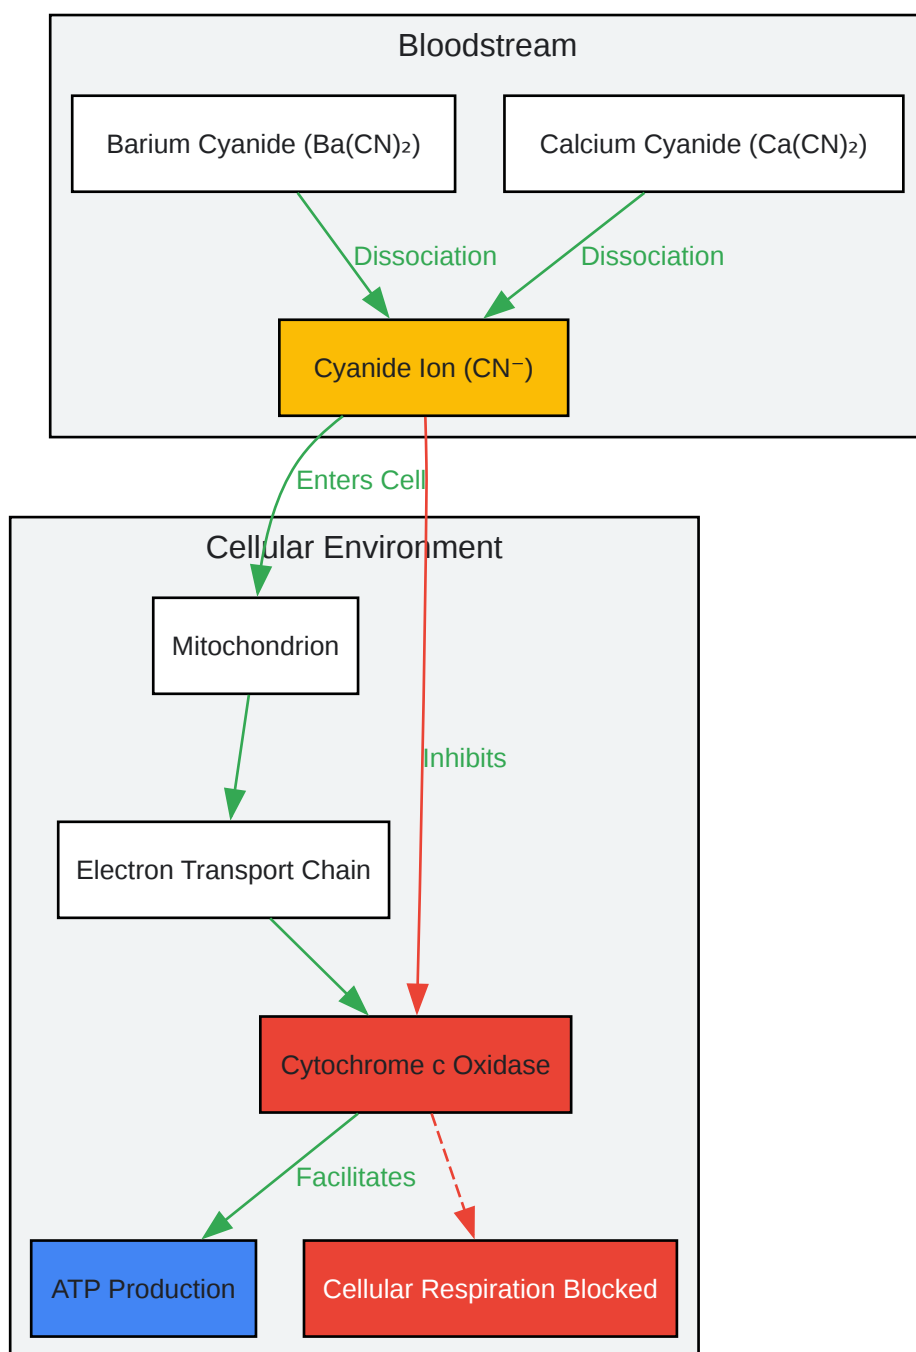 Bloodstream
Barium Cyanide (Ba(CN)₂)
Calcium Cyanide (Ca(CN)₂)
Dissociation
Dissociation
Cyanide Ion (CN⁻)
Enters Cell
Cellular Environment
Mitochondrion
Inhibits
Electron Transport Chain
Cytochrome c Oxidase
Facilitates
ATP Production
Cellular Respiration Blocked